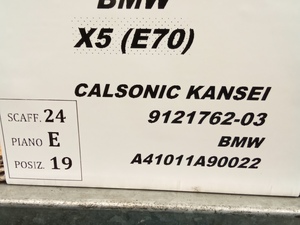 BMW
X5 (E70)
CALSONIC KANSEI
9121762-03
BMW
A41011A90022
SCAFF. 24
PIANO E
POSIZ. 19